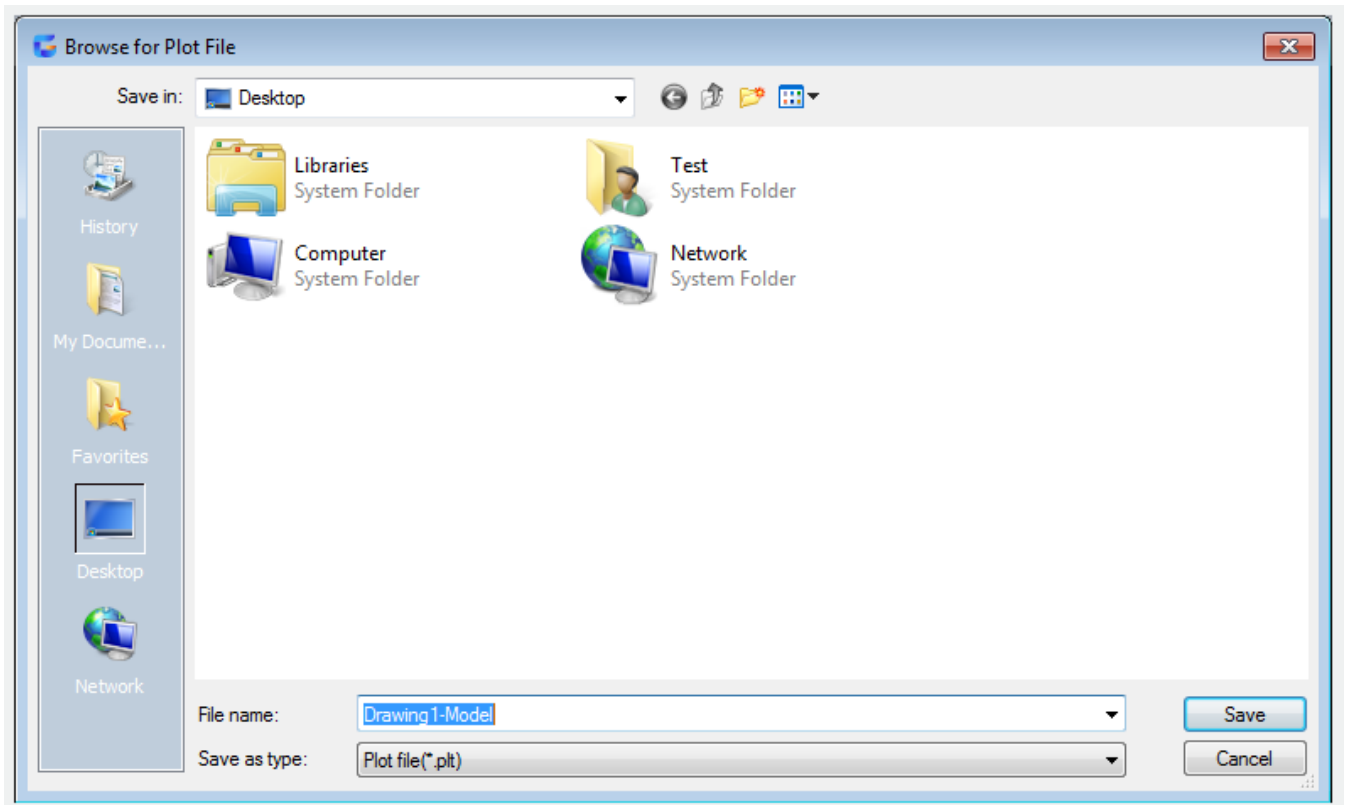 Browse for Plot File
Save in:
Desktop
History
My Docume...
Favorites
Desktop
Network
Libraries
System Folder
Test
System Folder
Computer
System Folder
Network
System Folder
File name:
Drawing1-Model
Save
Save as type:
Plot file(*.plt)
Cancel